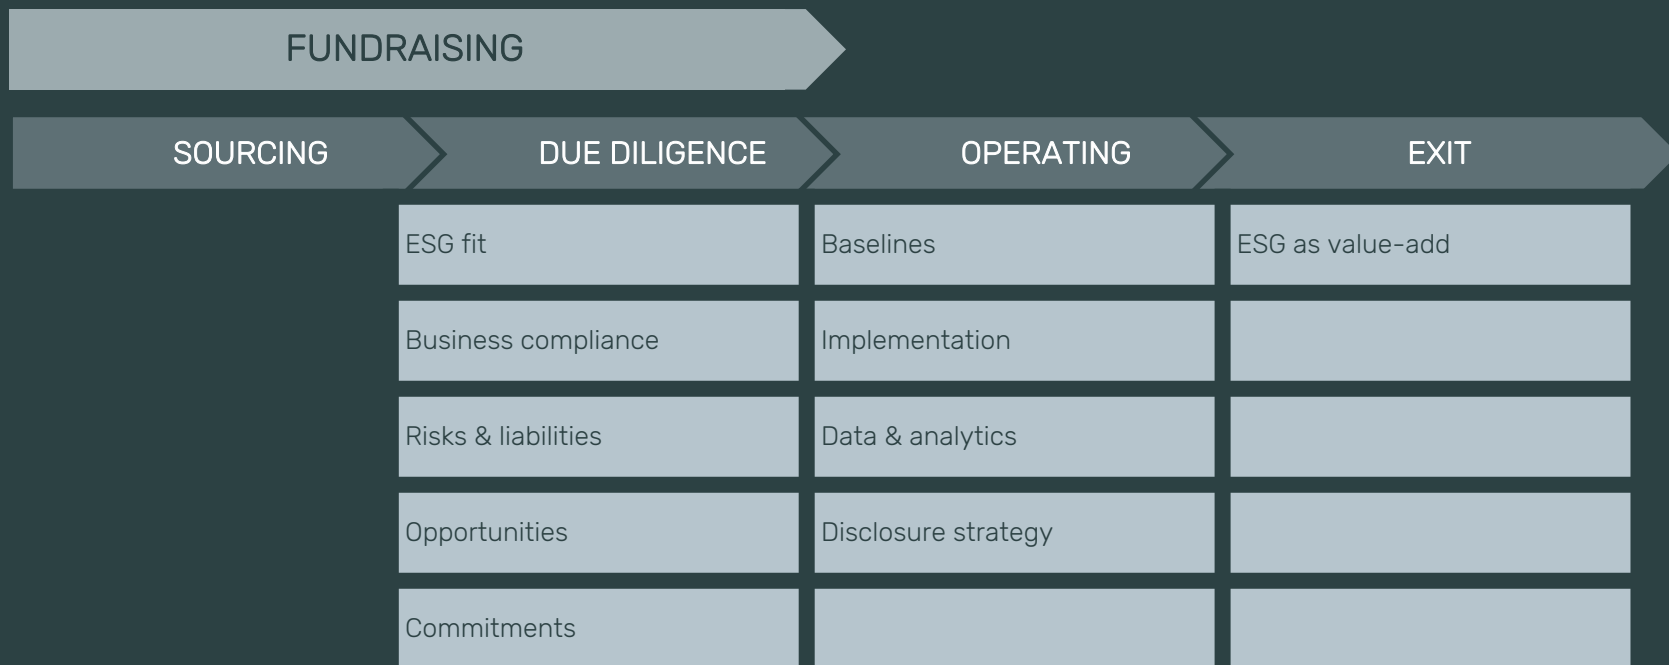 FUNDRAISING
SOURCING
DUE DILIGENCE
OPERATING
EXIT
ESG fit
Baselines
ESG as value-add
Business compliance
Implementation
Risks & liabilities
Data & analytics
Opportunities
Disclosure strategy
Commitments